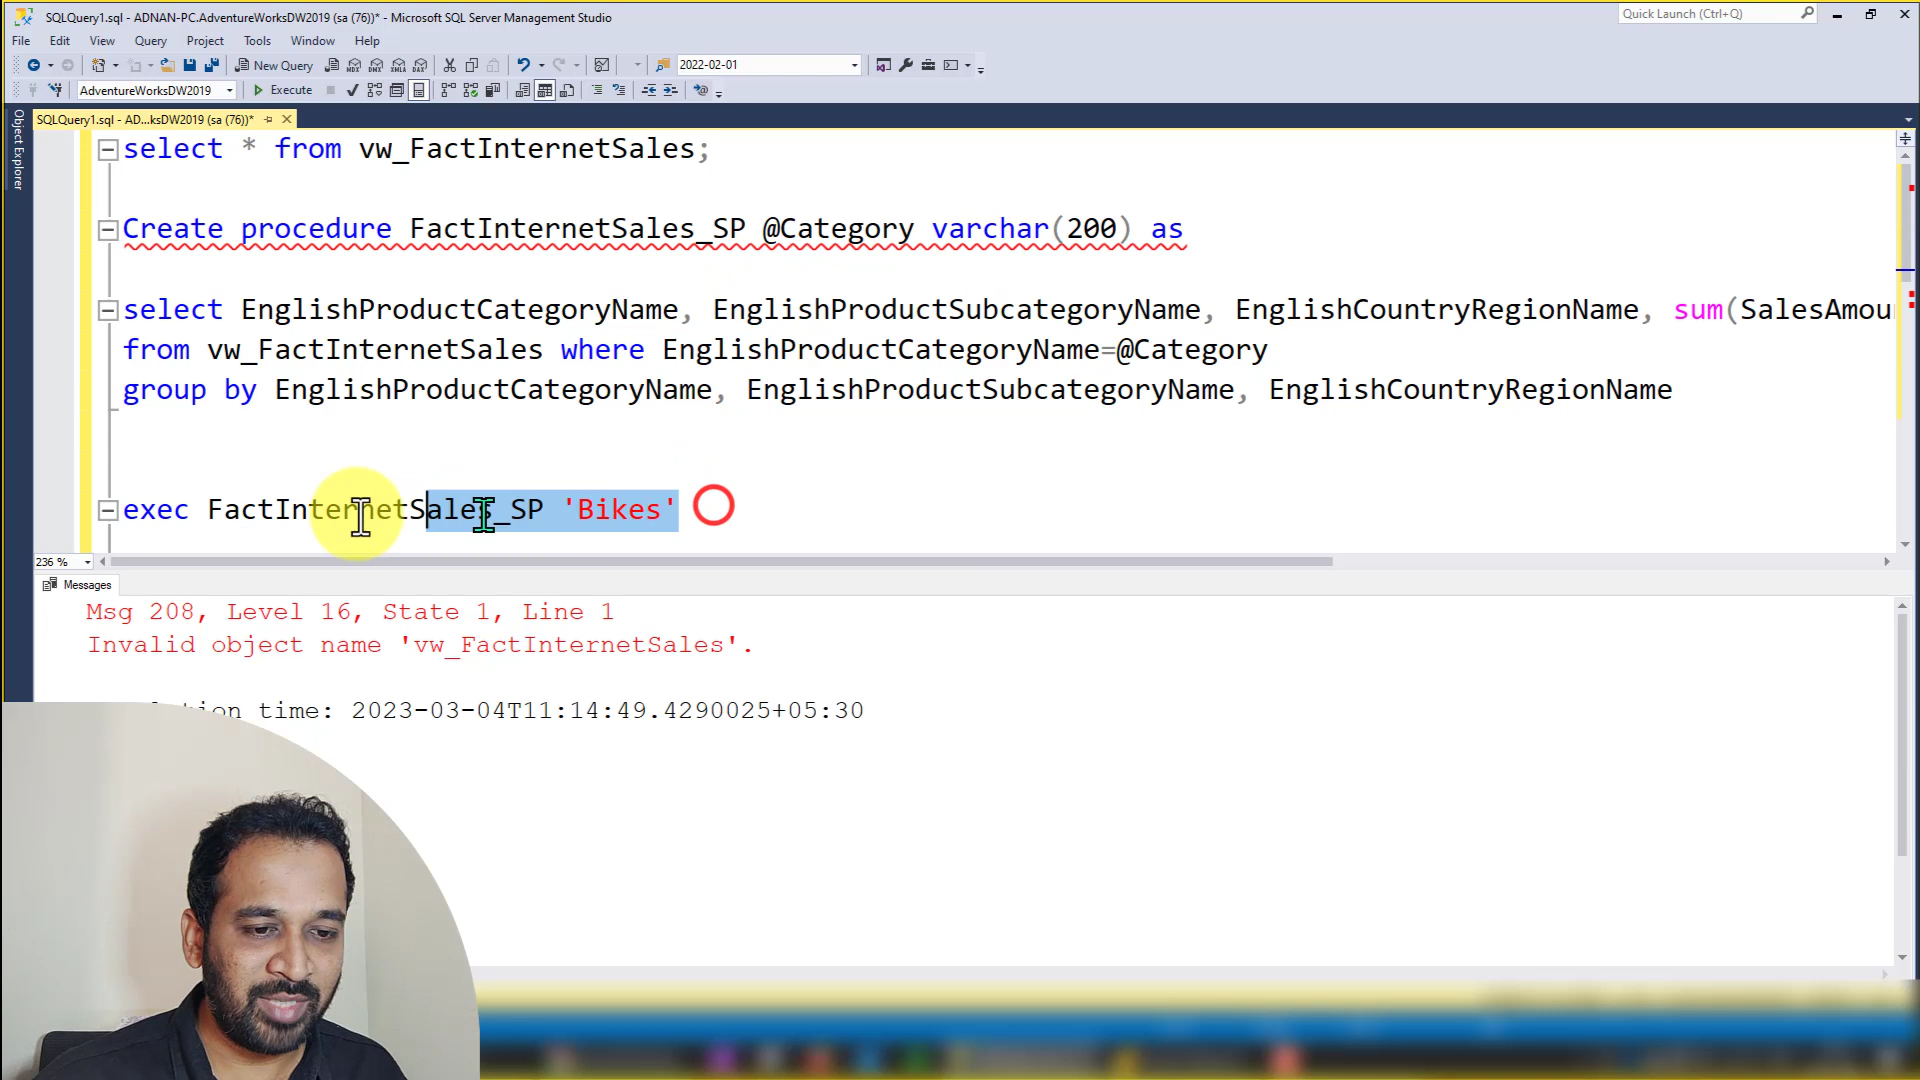 SQLQuery1.sql - ADNAN-PC.AdventureWorksDW2019 (sa (76))* - Microsoft SQL Server Management Studio
Quick Launch (Ctrl+Q)
File Edit View Query Project Tools Window Help
New Query
2022-02-01
AdventureWorksDW2019 Execute
SQLQuery1.sql - AD...ksDW2019 (sa (76))*
Object Explorer
select * from vw_FactInternetSales;
Create procedure FactInternetSales_SP @Category varchar(200) as
select EnglishProductCategoryName, EnglishProductSubcategoryName, EnglishCountryRegionName, sum(SalesAmou
from vw_FactInternetSales where EnglishProductCategoryName=@Category
group by EnglishProductCategoryName, EnglishProductSubcategoryName, EnglishCountryRegionName
exec FactInternetSales_SP 'Bikes'
236 %
Messages
Msg 208, Level 16, State 1, Line 1
Invalid object name 'vw_FactInternetSales'.
time: 2023-03-04T11:14:49.4290025+05:30